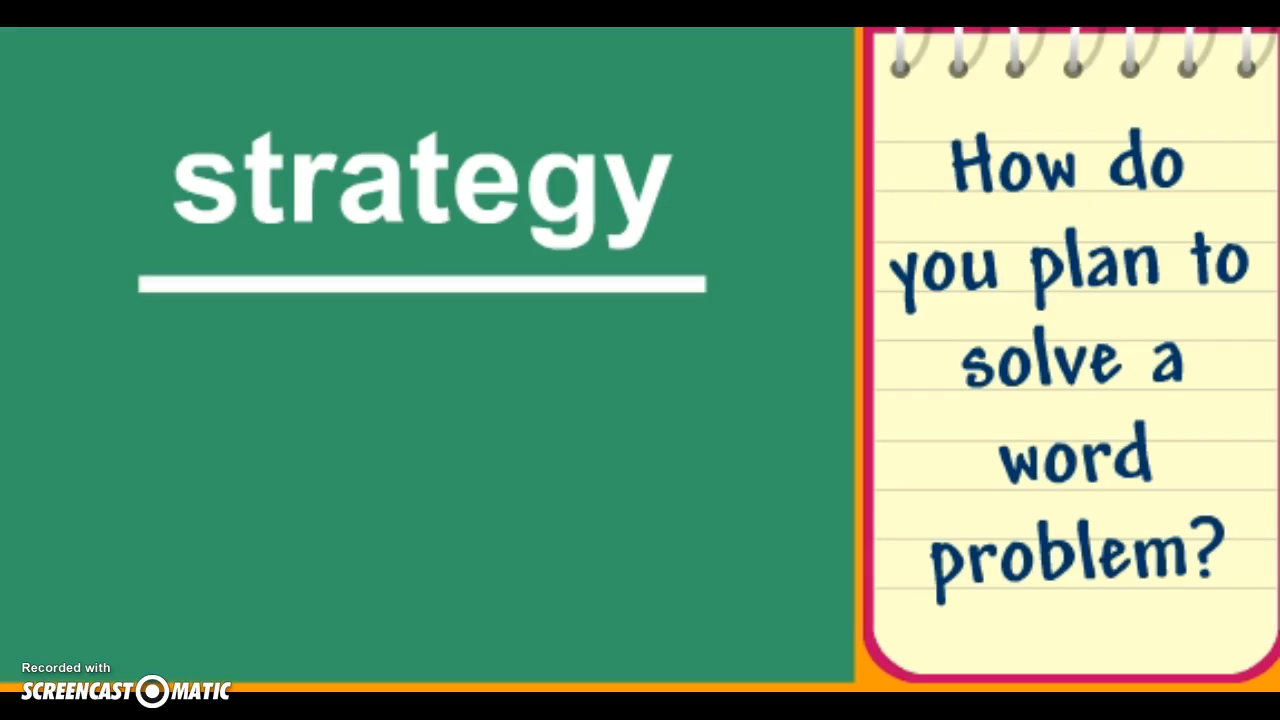 strategy
How do
you plan to
solve a
word
problem?
Recorded with
SCREENCAST MATIC